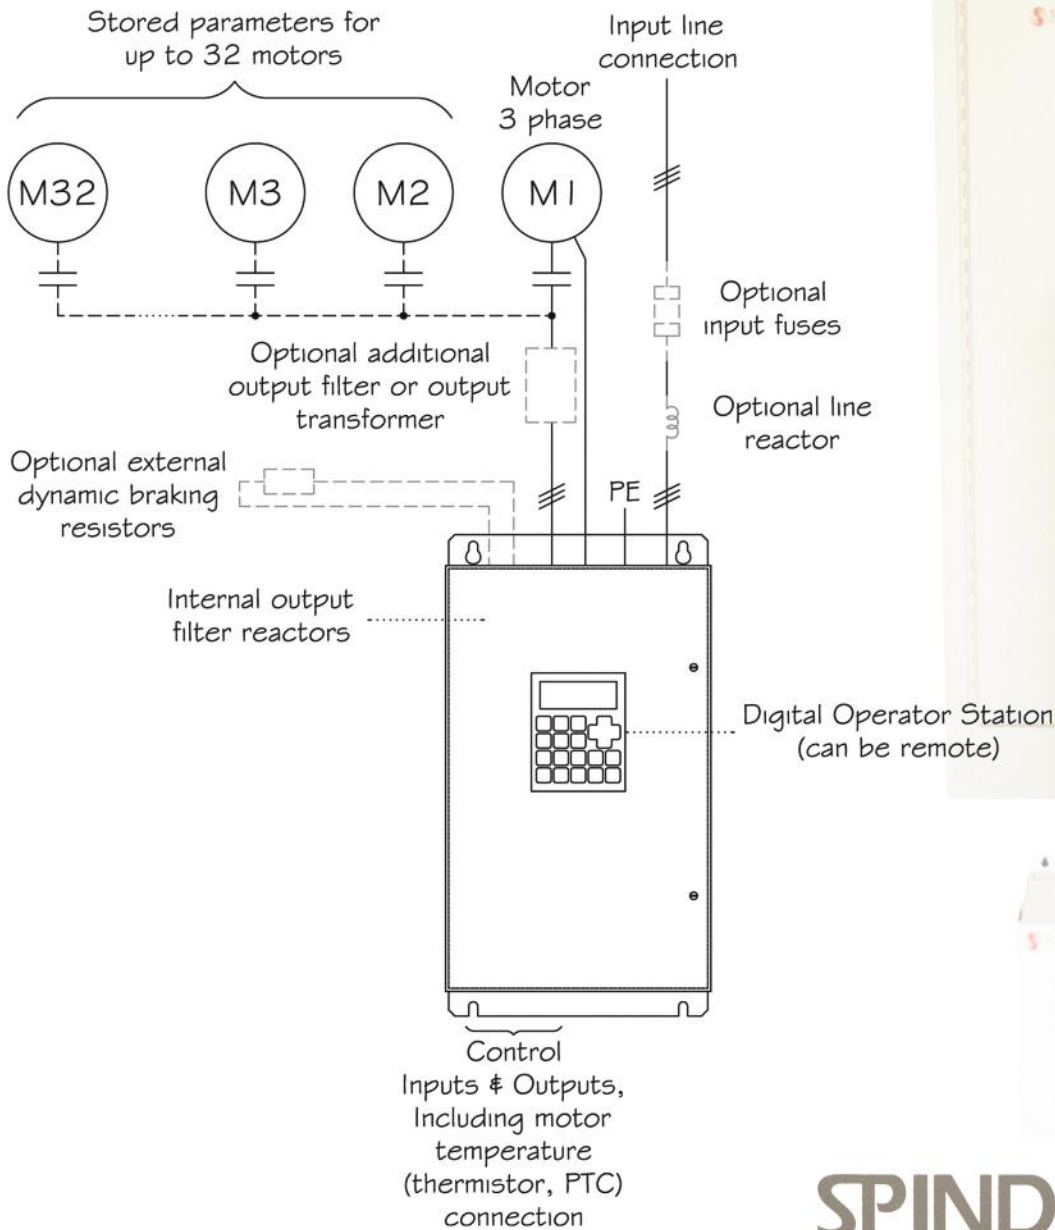 Stored parameters for
up to 32 motors
Input line
connection
Motor
3 phase
M32
M3
M2
M1
Optional
input fuses
Optional additional
output filter or output
transformer
Optional line
reactor
Optional external
dynamic braking
resistors
PE
Internal output
filter reactors
Digital Operator Station
(can be remote)
Control
Inputs & Outputs,
Including motor
temperature
(thermistor, PTC)
connection
SPIND